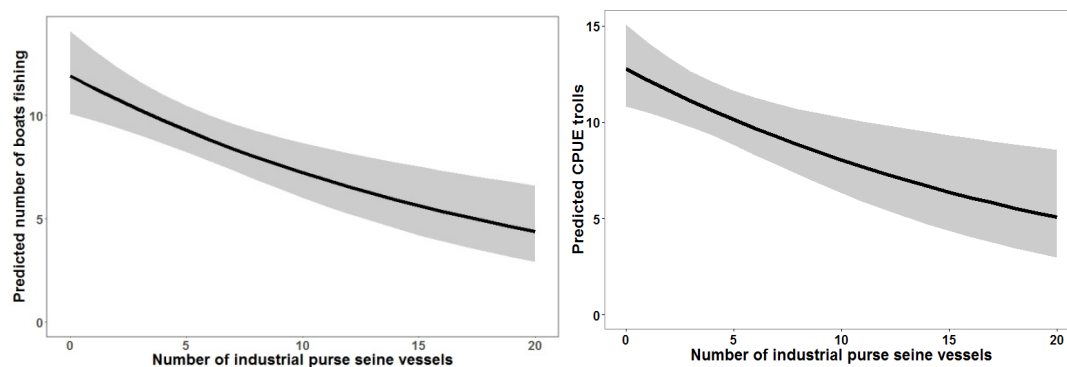 Predicted number of boats fishing
10
5
0
0 5 10 15 20
Number of industrial purse seine vessels
Predicted CPUE trolls
15
10
5
0
0 5 10 15 20
Number of industrial purse seine vessels